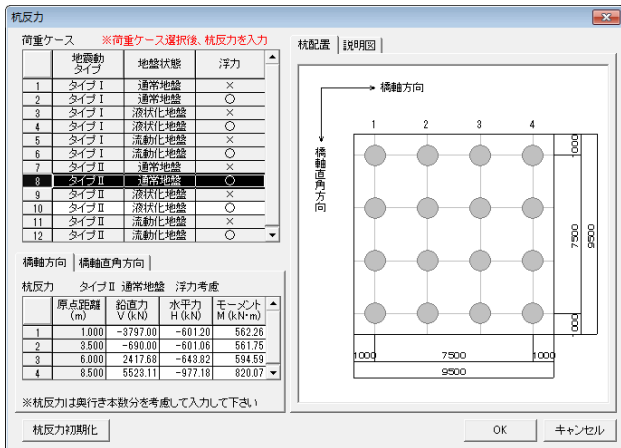 杭反力
荷重ケース ※荷重ケース選択後、杭反力を入力
地震動タイプ 地盤状態 浮力
1 タイプⅠ 通常地盤 ×
2 タイプⅠ 通常地盤 ○
3 タイプⅠ 液状化地盤 ×
4 タイプⅠ 液状化地盤 ○
5 タイプⅠ 流動化地盤 ×
6 タイプⅠ 流動化地盤 ○
7 タイプⅡ 通常地盤 ×
8 タイプⅡ 通常地盤 ○
9 タイプⅡ 液状化地盤 ×
10 タイプⅡ 液状化地盤 ○
11 タイプⅡ 流動化地盤 ×
12 タイプⅡ 流動化地盤 ○
橋軸方向 橋軸直角方向
杭反力 タイプⅡ 通常地盤 浮力考慮
原点距離 鉛直力 水平力 モーメント
(m) V(kN) H(kN) M(kN・m)
1 1.000 -3797.00 -601.20 562.26
2 3.500 -690.00 -601.06 561.75
3 6.000 2417.68 -643.82 594.59
4 8.500 5523.11 -977.18 820.07
※杭反力は奥行き本数分を考慮して入力して下さい
杭反力初期化
杭配置 説明図
橋軸方向
橋軸直角方向
1 2 3 4
1000
7500
9500
1000
1000 7500 1000
9500
OK キャンセル